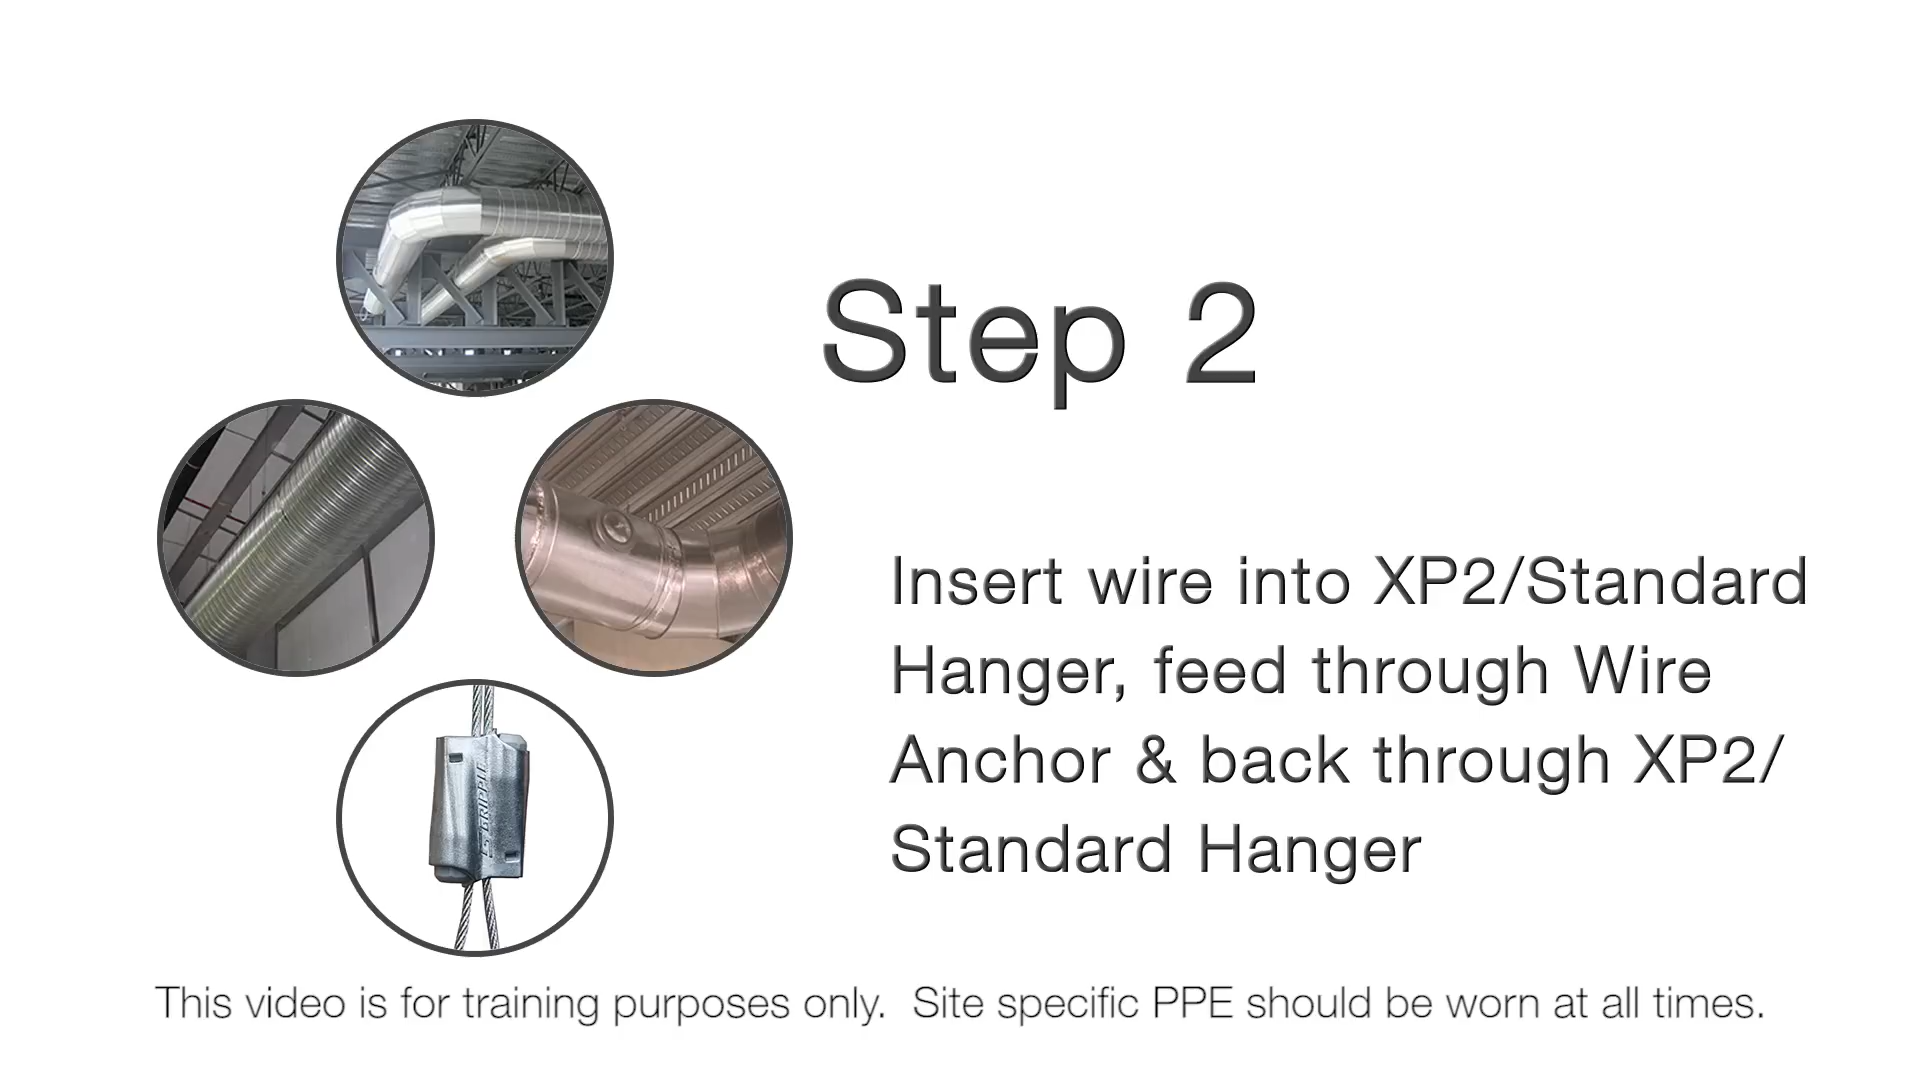 Step 2
Insert wire into XP2/Standard
Hanger, feed through Wire
Anchor & back through XP2/
Standard Hanger
GRIPPLE
This video is for training purposes only. Site specific PPE should be worn at all times.